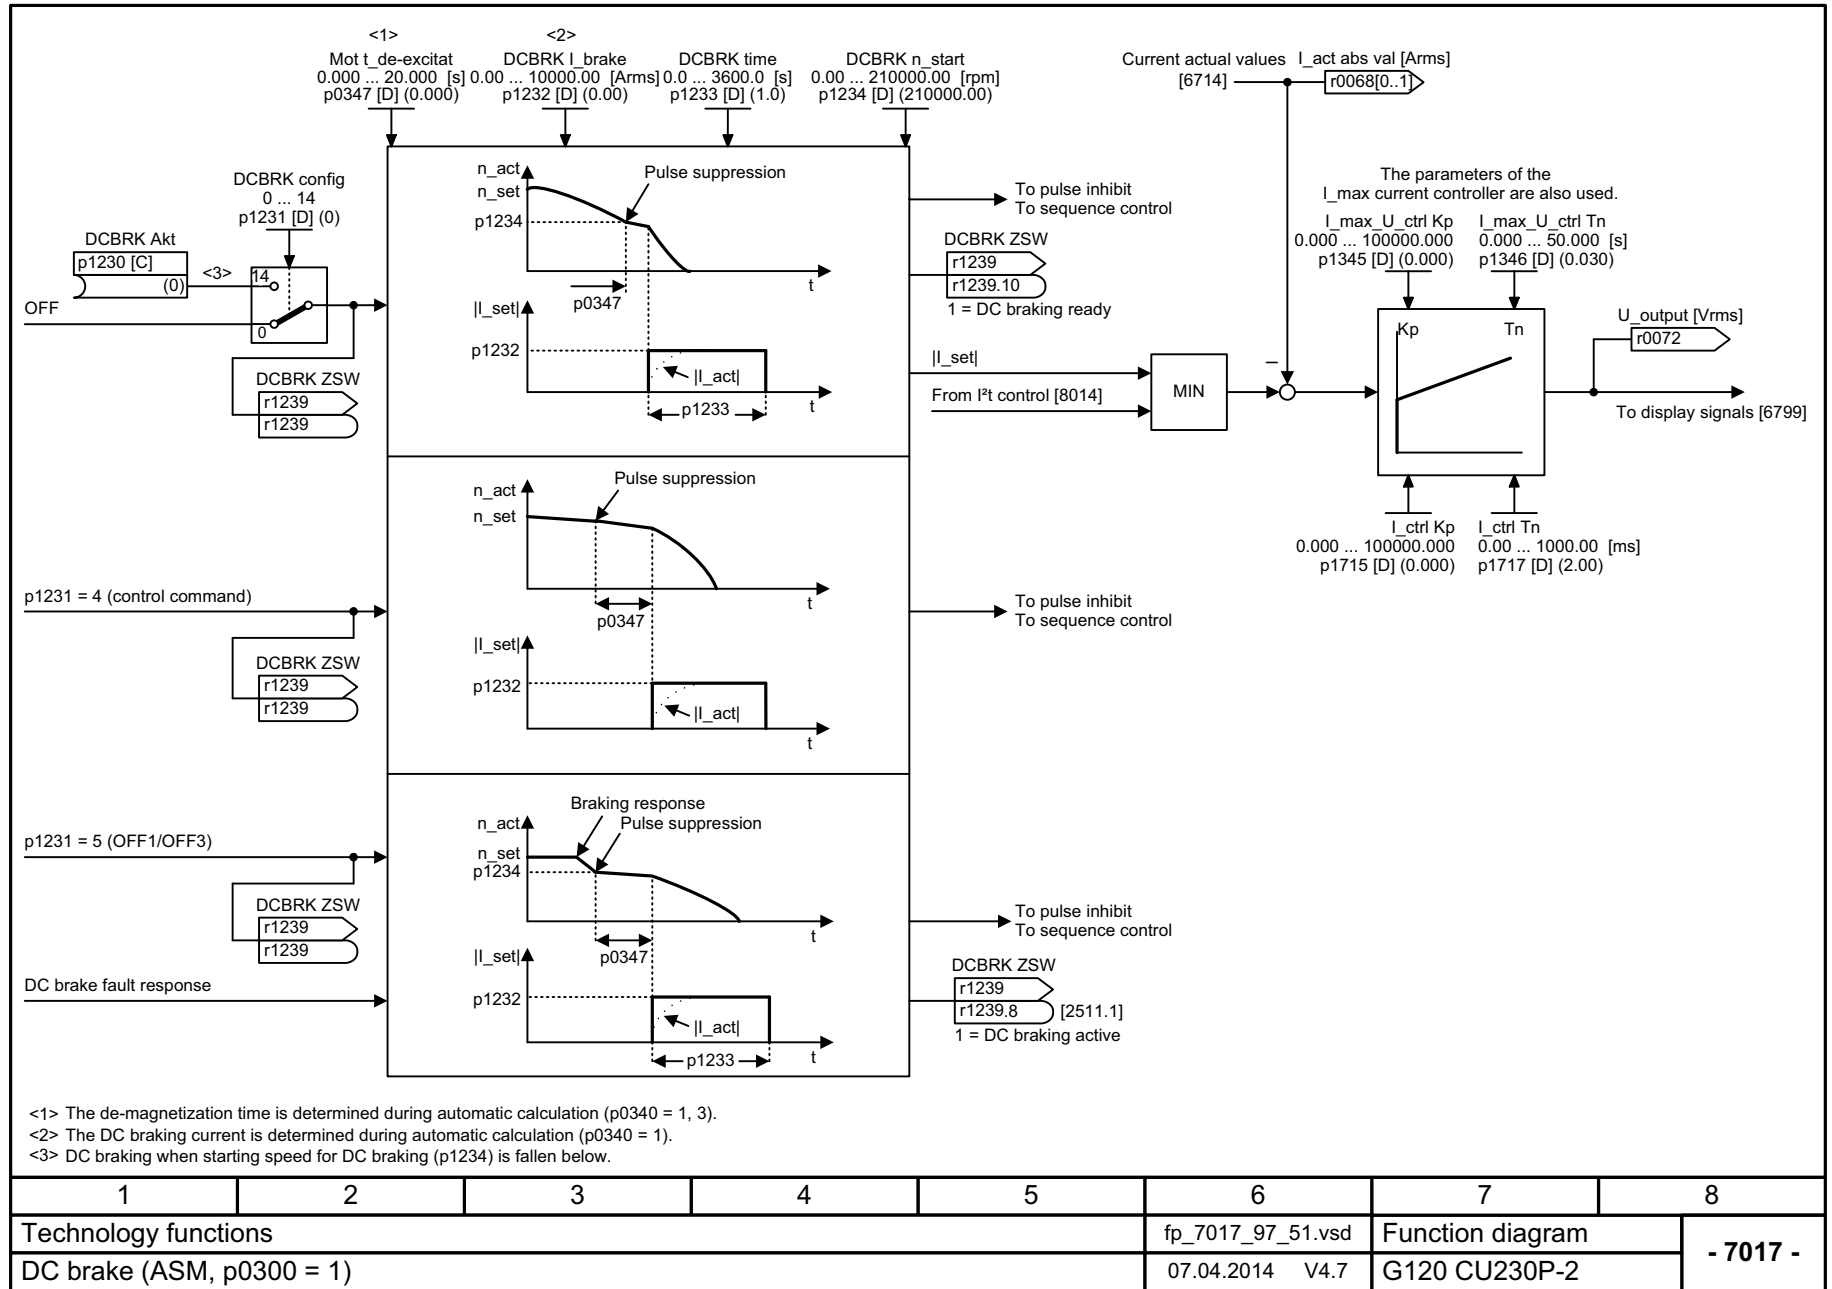 <1>
Mot t_de-excitat
0.000 ... 20.000 [s]
p0347 [D] (0.000)
<2>
DCBRK I_brake
0.00 ... 10000.00 [Arms]
p1232 [D] (0.00)
DCBRK time
0.0 ... 3600.0 [s]
p1233 [D] (1.0)
DCBRK n_start
0.00 ... 210000.00 [rpm]
p1234 [D] (210000.00)
Current actual values
[6714]
I_act abs val [Arms]
r0068[0..1]
DCBRK config
0 ... 14
p1231 [D] (0)
DCBRK Akt
p1230 [C]
(0)
<3>
14
0
OFF
DCBRK ZSW
r1239
r1239
n_act
n_set
p1234
Pulse suppression
p0347
t
|I_set|
p1232
|I_act|
p1233
t
To pulse inhibit
To sequence control
DCBRK ZSW
r1239
r1239.10
1 = DC braking ready
|I_set|
From I²t control [8014]
MIN
–
The parameters of the
I_max current controller are also used.
I_max_U_ctrl Kp
0.000 ... 100000.000
p1345 [D] (0.000)
I_max_U_ctrl Tn
0.000 ... 50.000 [s]
p1346 [D] (0.030)
Kp
Tn
U_output [Vrms]
r0072
To display signals [6799]
I_ctrl Kp
0.000 ... 100000.000
p1715 [D] (0.000)
I_ctrl Tn
0.00 ... 1000.00 [ms]
p1717 [D] (2.00)
p1231 = 4 (control command)
DCBRK ZSW
r1239
r1239
n_act
n_set
Pulse suppression
p0347
t
|I_set|
p1232
|I_act|
t
To pulse inhibit
To sequence control
p1231 = 5 (OFF1/OFF3)
DCBRK ZSW
r1239
r1239
DC brake fault response
Braking response
Pulse suppression
n_act
n_set
p1234
p0347
t
|I_set|
p1232
|I_act|
p1233
t
To pulse inhibit
To sequence control
DCBRK ZSW
r1239
r1239.8
[2511.1]
1 = DC braking active
<1> The de-magnetization time is determined during automatic calculation (p0340 = 1, 3).
<2> The DC braking current is determined during automatic calculation (p0340 = 1).
<3> DC braking when starting speed for DC braking (p1234) is fallen below.
1 2 3 4 5 6 7 8
Technology functions
fp_7017_97_51.vsd
Function diagram
- 7017 -
DC brake (ASM, p0300 = 1)
07.04.2014 V4.7
G120 CU230P-2